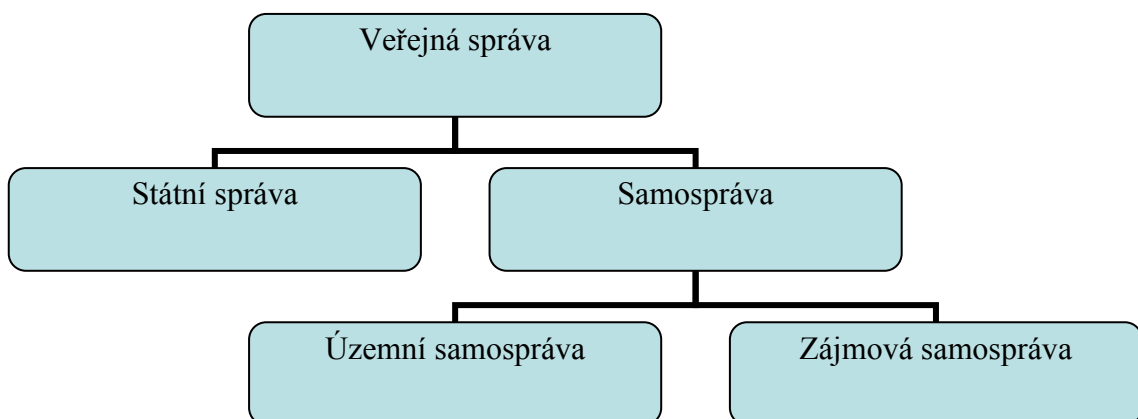 Veřejná správa
Státní správa
Samospráva
Územní samospráva
Zájmová samospráva